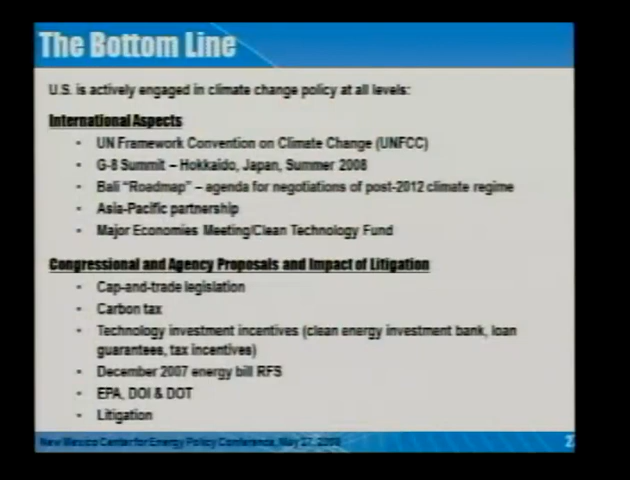 The Bottom Line
U.S. is actively engaged in climate change policy at all levels:
International Aspects
• UN Framework Convention on Climate Change (UNFCC)
• G-8 Summit – Hokkaido, Japan, Summer 2008
• Bali “Roadmap” – agenda for negotiations of post-2012 climate regime
• Asia-Pacific partnership
• Major Economies Meeting/Clean Technology Fund
Congressional and Agency Proposals and Impact of Litigation
• Cap-and-trade legislation
• Carbon tax
• Technology investment incentives (clean energy investment bank, loan
guarantees, tax incentives)
• December 2007 energy bill RFS
• EPA, DOI & DOT
• Litigation
New Mexico Center for Energy Policy Conference, May 27, 2008